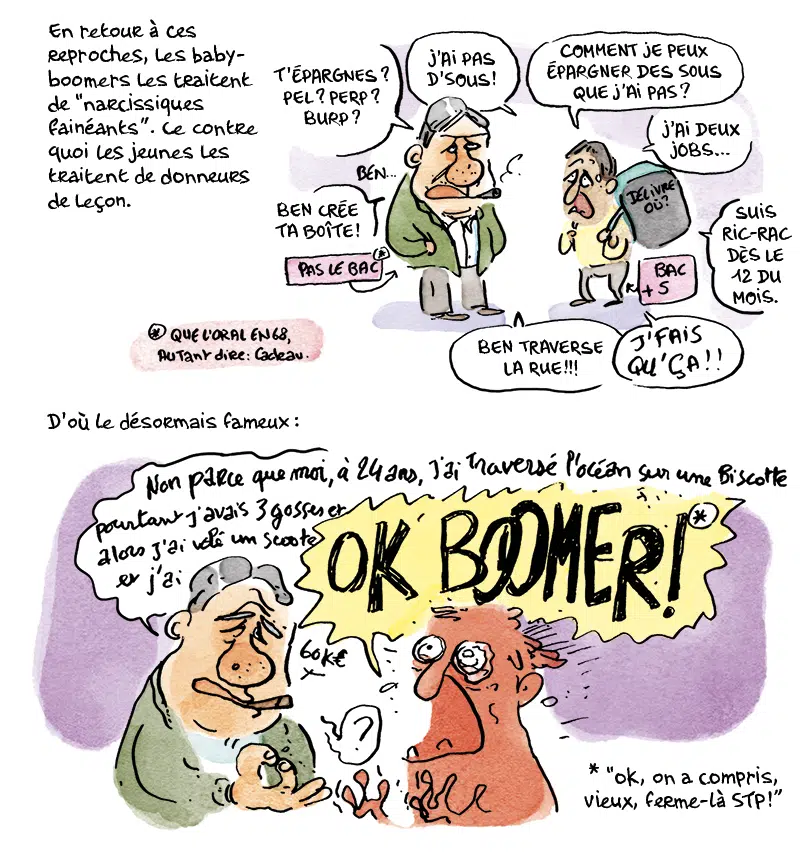 En retour à ces
reproches, les baby-
boomers les traitent
de "narcissiques
fainéants". Ce contre
quoi les jeunes les
traitent de donneurs
de leçon.
T'ÉPARGNES ?
PEL ? PERP ?
BURP ?
J'AI PAS
D'SOUS !
COMMENT JE PEUX
ÉPARGNER DES SOUS
QUE J'AI PAS ?
J'AI DEUX
JOBS...
BEN...
BEN CRÉE
TA BOÎTE !
DÉLIVRE
OÙ?
SUIS
RIC-RAC
DÈS LE
12 DU
MOIS.
PAS LE BAC *
BAC
+ 5
* QUE L'ORAL EN 68,
AUTANT dire : Cadeau.
BEN TRAVERSE
LA RUE !!!
J'FAIS
QU'ÇA !!
D'où le désormais fameux :
Non parce que moi, à 24 ans, j'ai traversé l'océan sur une Biscotte
pourtant j'avais 3 gosses et
alors j'ai volé un scoote
et j'ai
OK BOOMER! *
60K€
?
* "ok, on a compris,
vieux, ferme-là STP !"